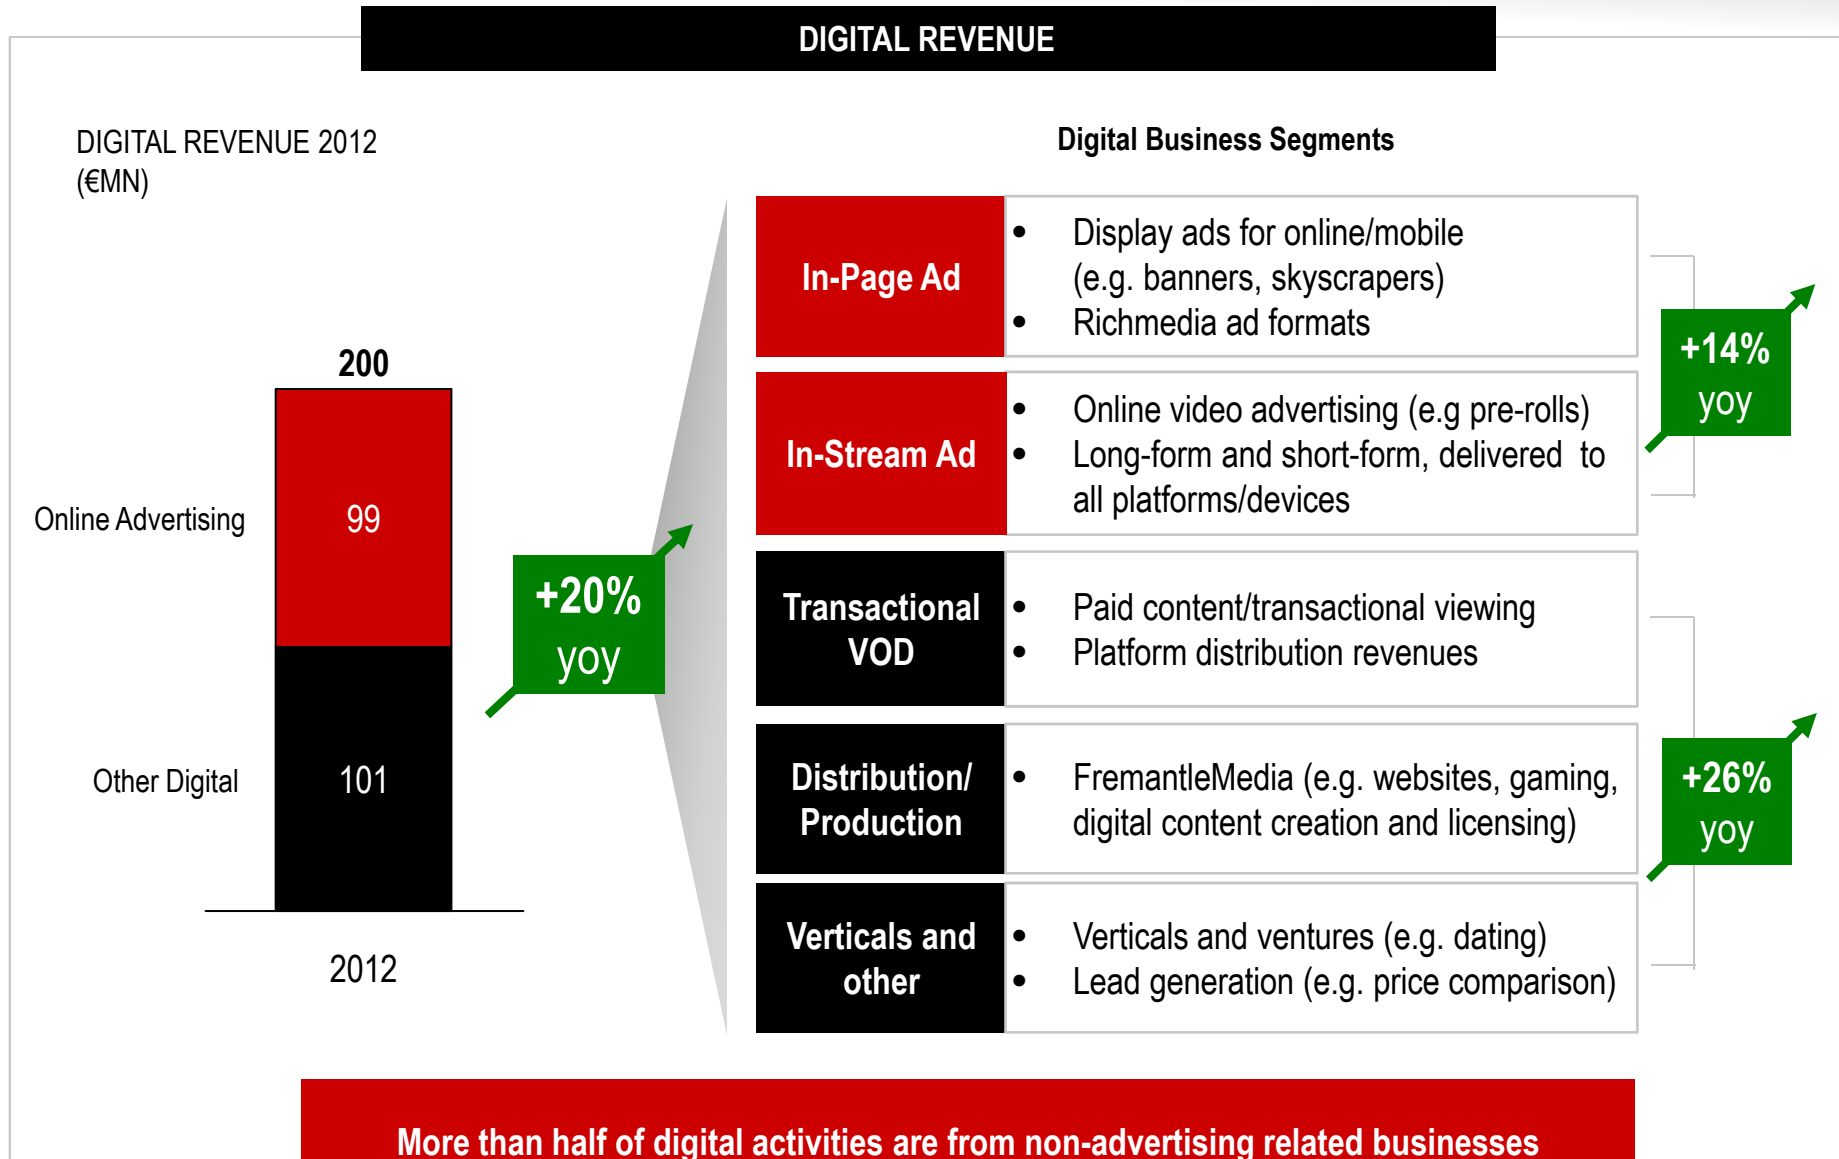 DIGITAL REVENUE
DIGITAL REVENUE 2012
(€MN)
200
Online Advertising
99
Other Digital
101
2012
+20%
yoy
Digital Business Segments
In-Page Ad
• Display ads for online/mobile
(e.g. banners, skyscrapers)
• Richmedia ad formats
In-Stream Ad
• Online video advertising (e.g pre-rolls)
• Long-form and short-form, delivered to
all platforms/devices
+14%
yoy
Transactional
VOD
• Paid content/transactional viewing
• Platform distribution revenues
Distribution/
Production
• FremantleMedia (e.g. websites, gaming,
digital content creation and licensing)
Verticals and
other
• Verticals and ventures (e.g. dating)
• Lead generation (e.g. price comparison)
+26%
yoy
More than half of digital activities are from non-advertising related businesses